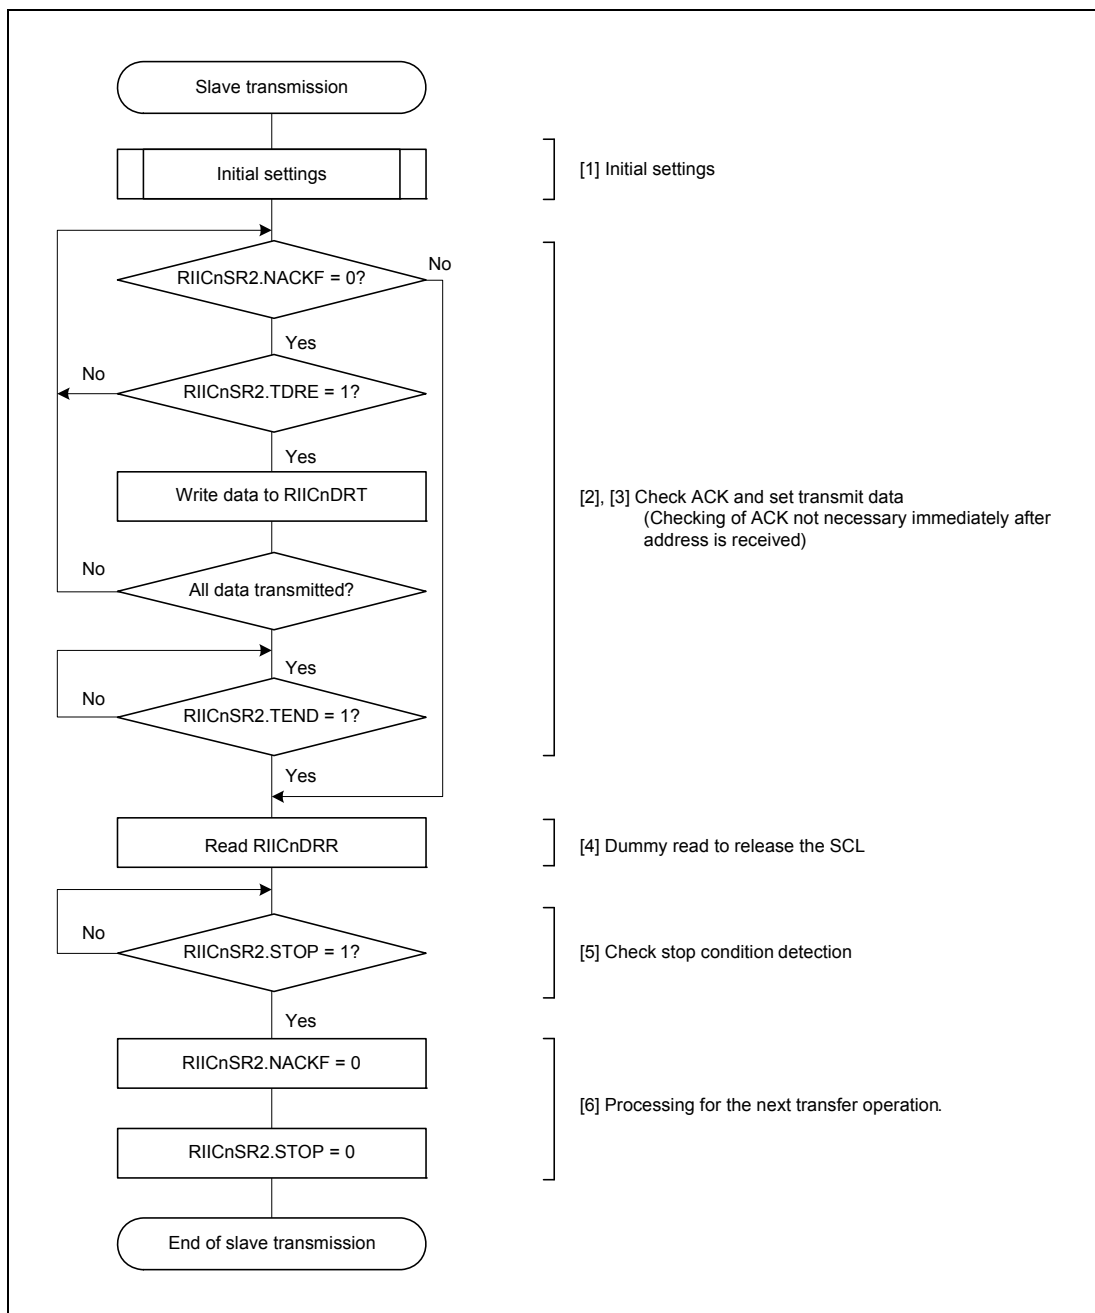 Slave transmission
Initial settings
[1] Initial settings
RIICnSR2.NACKF = 0?
No
Yes
No
RIICnSR2.TDRE = 1?
Yes
Write data to RIICnDRT
[2], [3] Check ACK and set transmit data
(Checking of ACK not necessary immediately after
address is received)
No
All data transmitted?
Yes
No
RIICnSR2.TEND = 1?
Yes
Read RIICnDRR
[4] Dummy read to release the SCL
No
RIICnSR2.STOP = 1?
[5] Check stop condition detection
Yes
RIICnSR2.NACKF = 0
[6] Processing for the next transfer operation.
RIICnSR2.STOP = 0
End of slave transmission